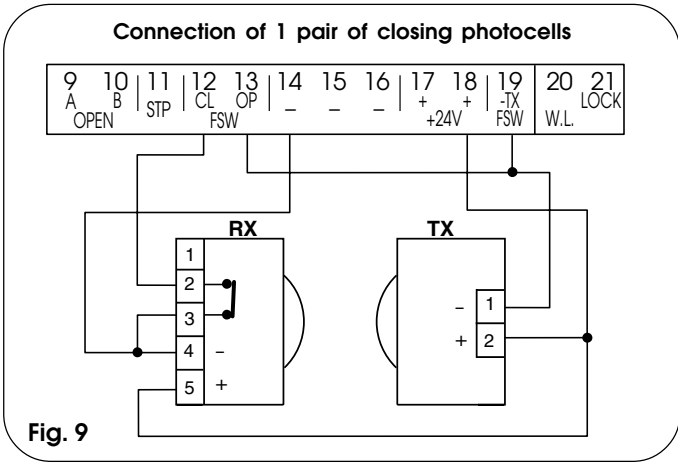 Connection of 1 pair of closing photocells
9 10 11 12 13 14 15 16 17 18 19 20 21
A B STP CL OP – – – + + -TX W.L. LOCK
OPEN FSW +24V FSW
RX TX
1
2
3
4 –
5 +
– 1
+ 2
Fig. 9